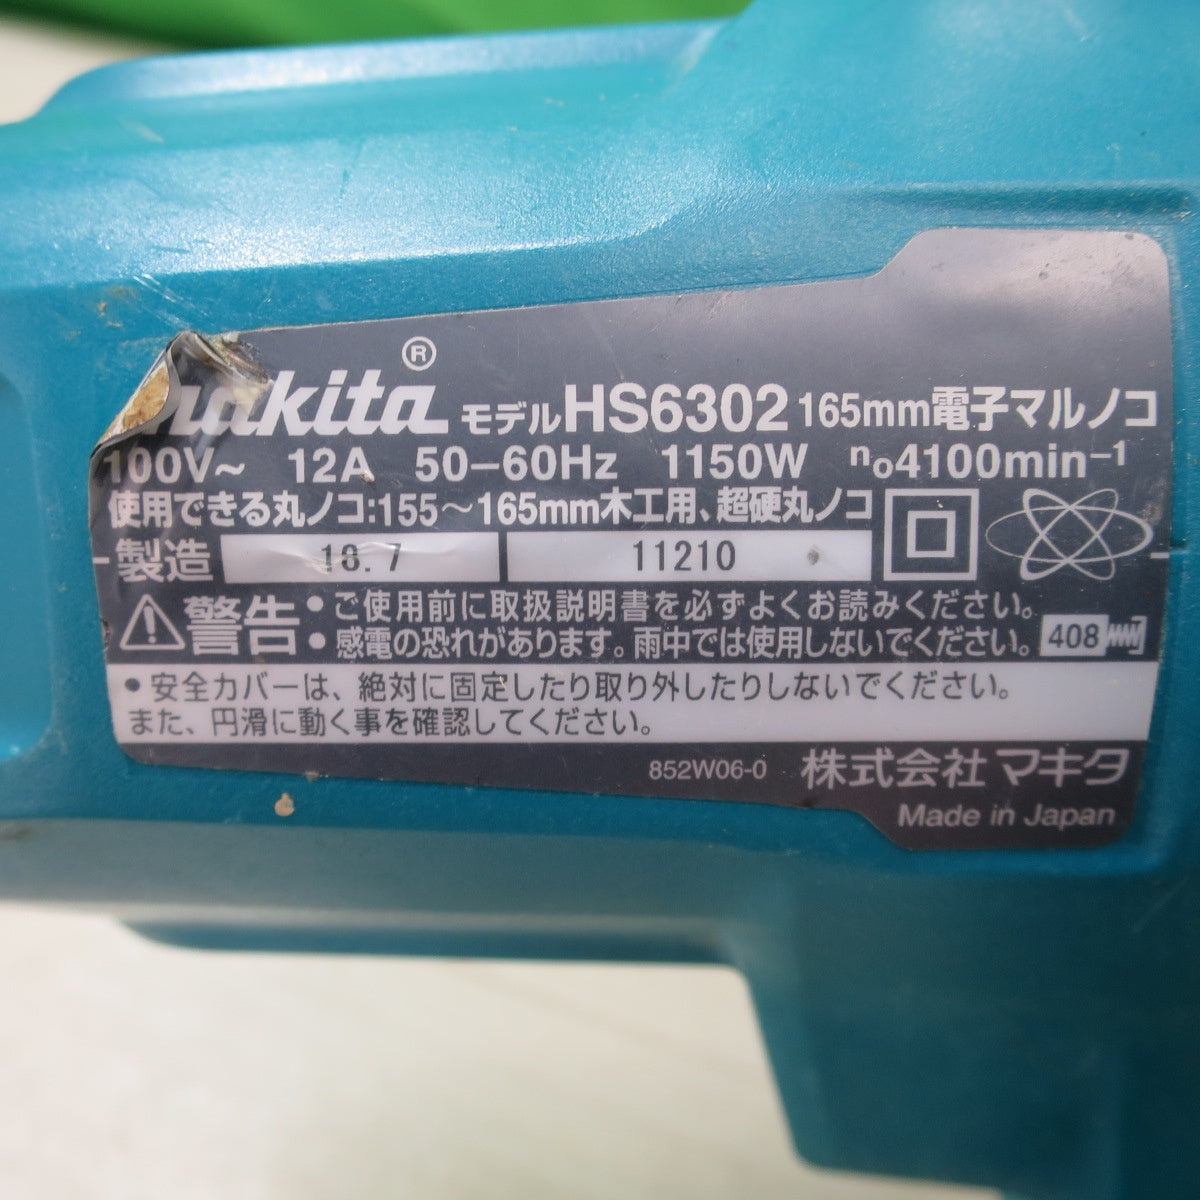 makita® モデル HS6302 165mm電子マルノコ
100V～ 12A 50-60Hz 1150W no4100min-1
使用できる丸ノコ:155～165mm木工用、超硬丸ノコ
製造 18. 7 11210
警告 • ご使用前に取扱説明書を必ずよくお読みください。
• 感電の恐れがあります。雨中では使用しないでください。 408
• 安全カバーは、絶対に固定したり取り外したりしないでください。
また、円滑に動く事を確認してください。
852W06-0 株式会社 マキタ
Made in Japan